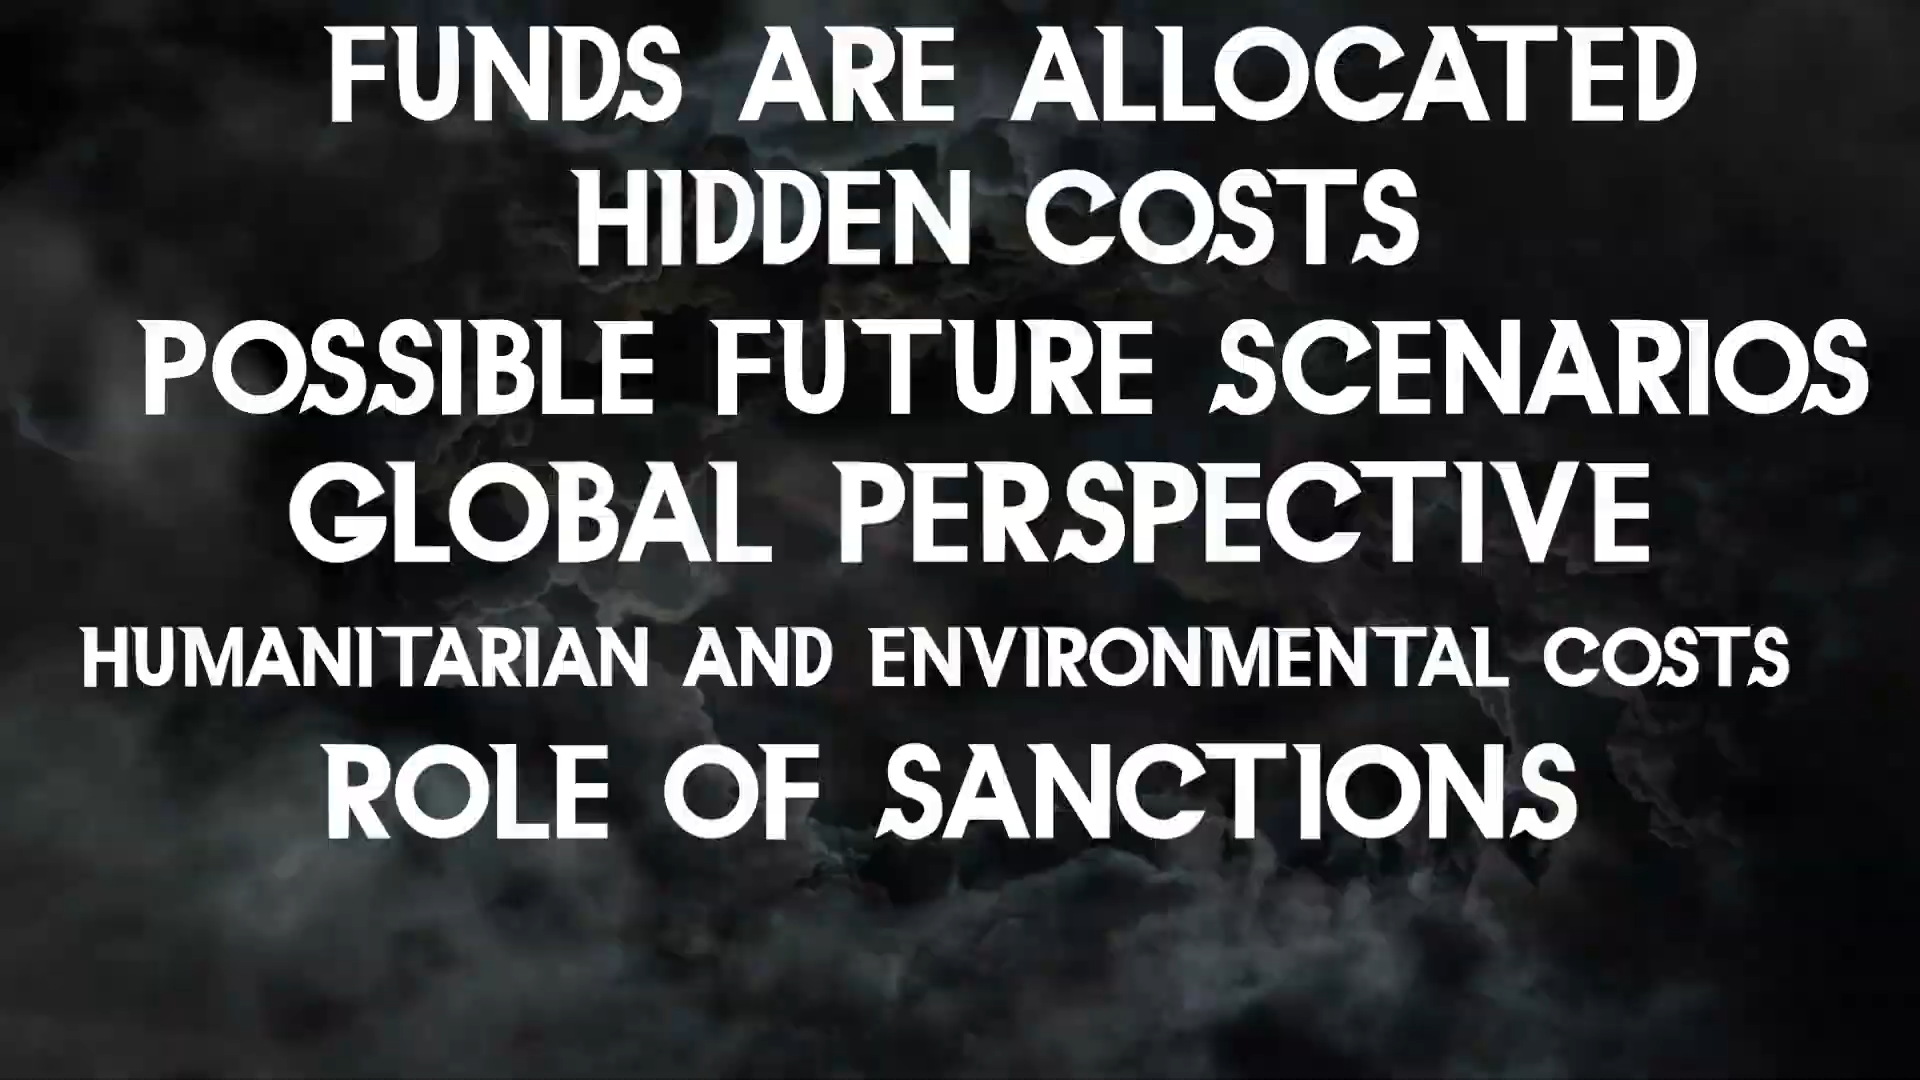 FUNDS ARE ALLOCATED
HIDDEN COSTS
POSSIBLE FUTURE SCENARIOS
GLOBAL PERSPECTIVE
HUMANITARIAN AND ENVIRONMENTAL COSTS
ROLE OF SANCTIONS